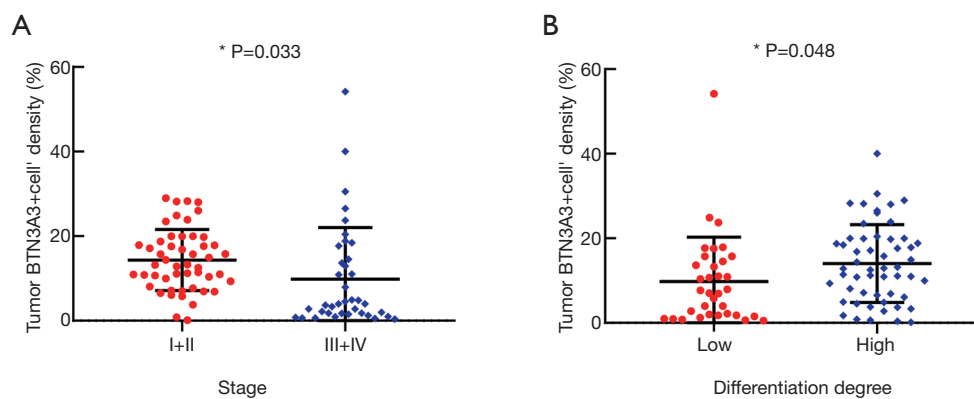 A
* P=0.033
Tumor BTN3A3+cell' density (%)
60
40
20
0
I+II
III+IV
Stage
B
* P=0.048
Tumor BTN3A3+cell' density (%)
60
40
20
0
Low
High
Differentiation degree